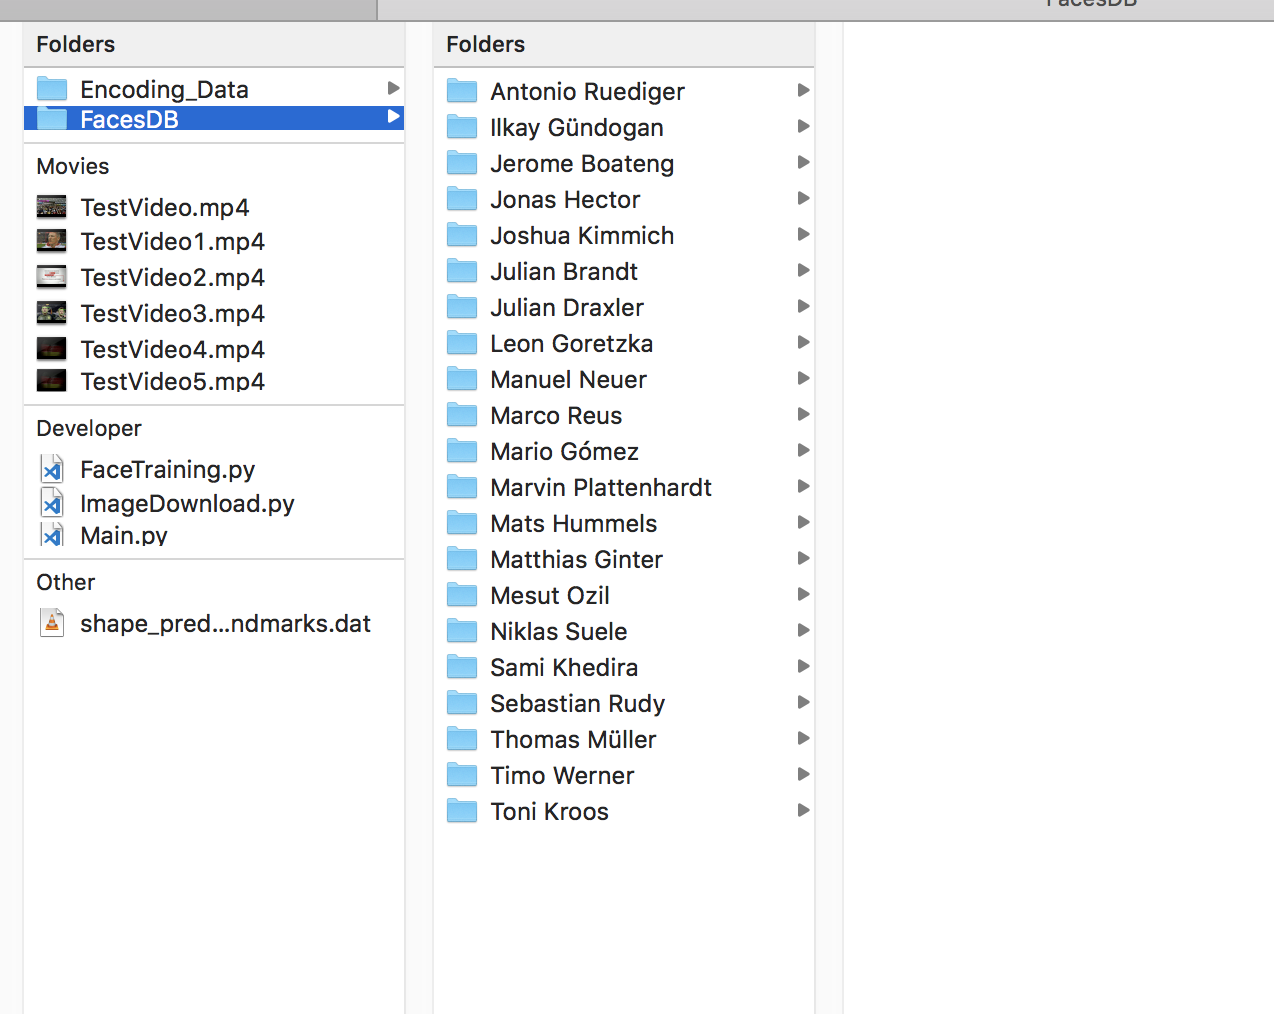 FacesDB
Folders
Encoding_Data
FacesDB
Movies
TestVideo.mp4
TestVideo1.mp4
TestVideo2.mp4
TestVideo3.mp4
TestVideo4.mp4
TestVideo5.mp4
Developer
FaceTraining.py
ImageDownload.py
Main.py
Other
shape_pred...ndmarks.dat
Folders
Antonio Ruediger
Ilkay Gündogan
Jerome Boateng
Jonas Hector
Joshua Kimmich
Julian Brandt
Julian Draxler
Leon Goretzka
Manuel Neuer
Marco Reus
Mario Gómez
Marvin Plattenhardt
Mats Hummels
Matthias Ginter
Mesut Ozil
Niklas Suele
Sami Khedira
Sebastian Rudy
Thomas Müller
Timo Werner
Toni Kroos